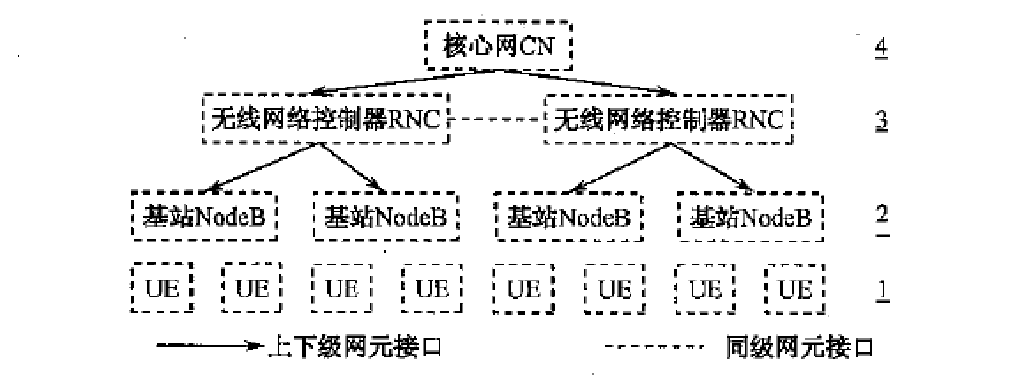 核心网CN 4
无线网络控制器RNC 无线网络控制器RNC 3
基站NodeB 基站NodeB 基站NodeB 基站NodeB 2
UE UE UE UE UE UE UE UE 1
上下级网元接口 同级网元接口